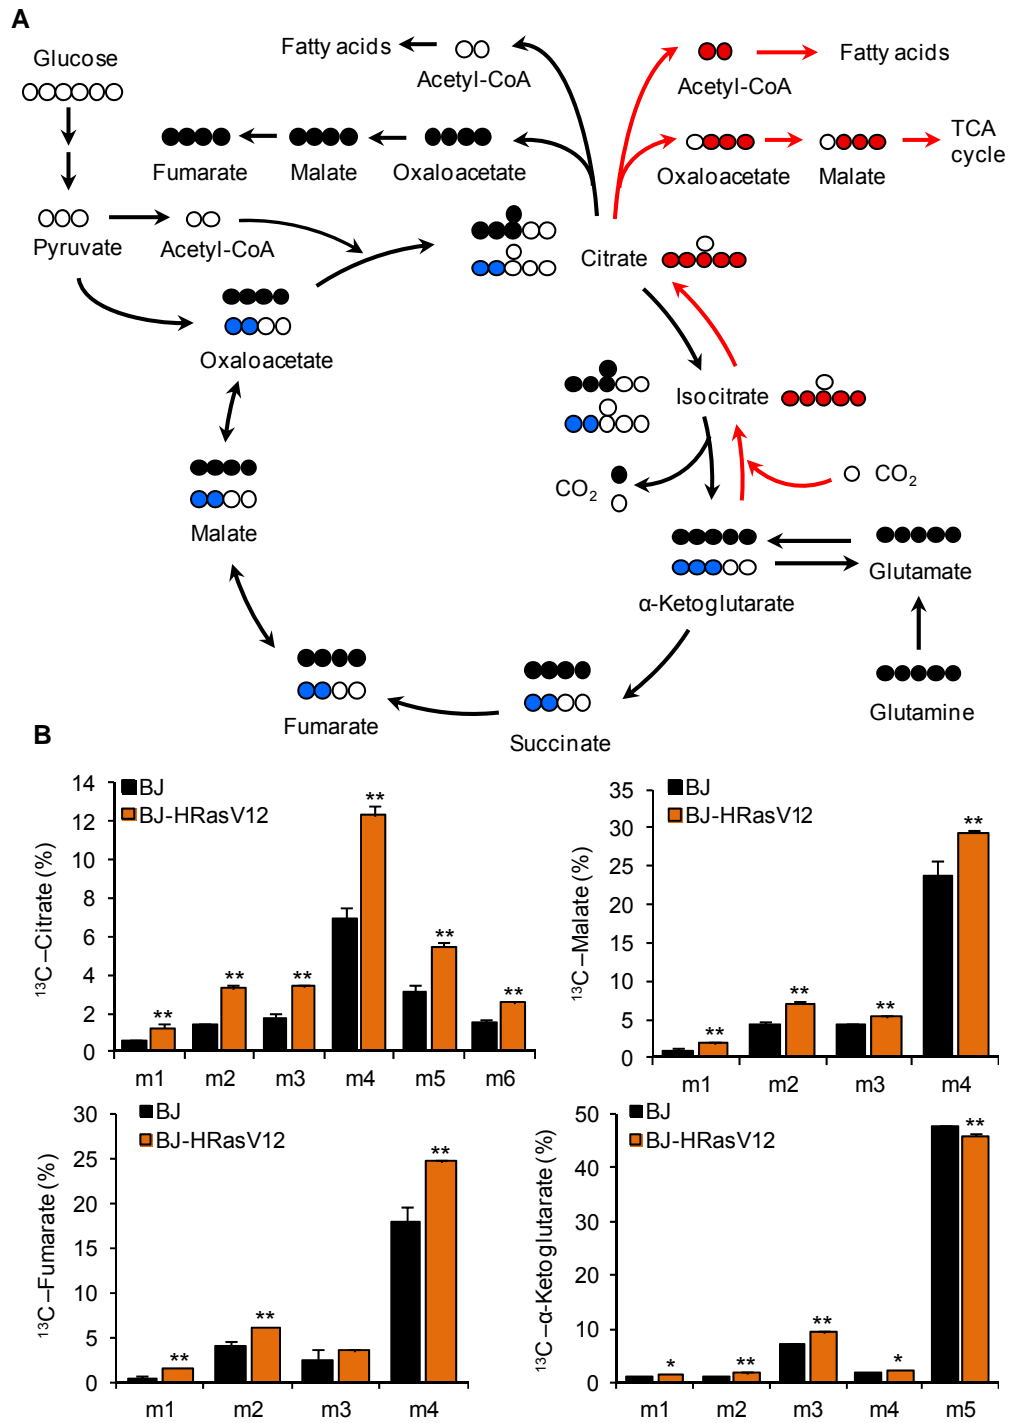 A
Glucose
Fatty acids
Acetyl-CoA
Acetyl-CoA
Fatty acids
Fumarate
Malate
Oxaloacetate
Oxaloacetate
Malate
TCA
cycle
Pyruvate
Acetyl-CoA
Citrate
Oxaloacetate
Isocitrate
CO2
CO2
Malate
α-Ketoglutarate
Glutamate
Fumarate
Succinate
Glutamine
B
BJ
BJ-HRasV12
13C–Citrate (%)
14
12
10
8
6
4
2
0
**
**
**
**
**
**
m1 m2 m3 m4 m5 m6
BJ
BJ-HRasV12
13C–Malate (%)
35
30
25
20
15
10
5
0
**
**
**
**
m1 m2 m3 m4
BJ
BJ-HRasV12
13C–Fumarate (%)
30
25
20
15
10
5
0
**
**
**
m1 m2 m3 m4
BJ
BJ-HRasV12
13C–α-Ketoglutarate (%)
50
40
30
20
10
0
*
**
**
*
**
m1 m2 m3 m4 m5